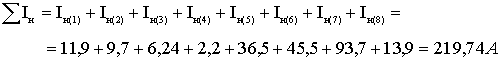 ∑Iн = Iн(1) + Iн(2) + Iн(3) + Iн(4) + Iн(5) + Iн(6) + Iн(7) + Iн(8) =
= 11,9 + 9,7 + 6,24 + 2,2 + 36,5 + 45,5 + 93,7 + 13,9 = 219,74A